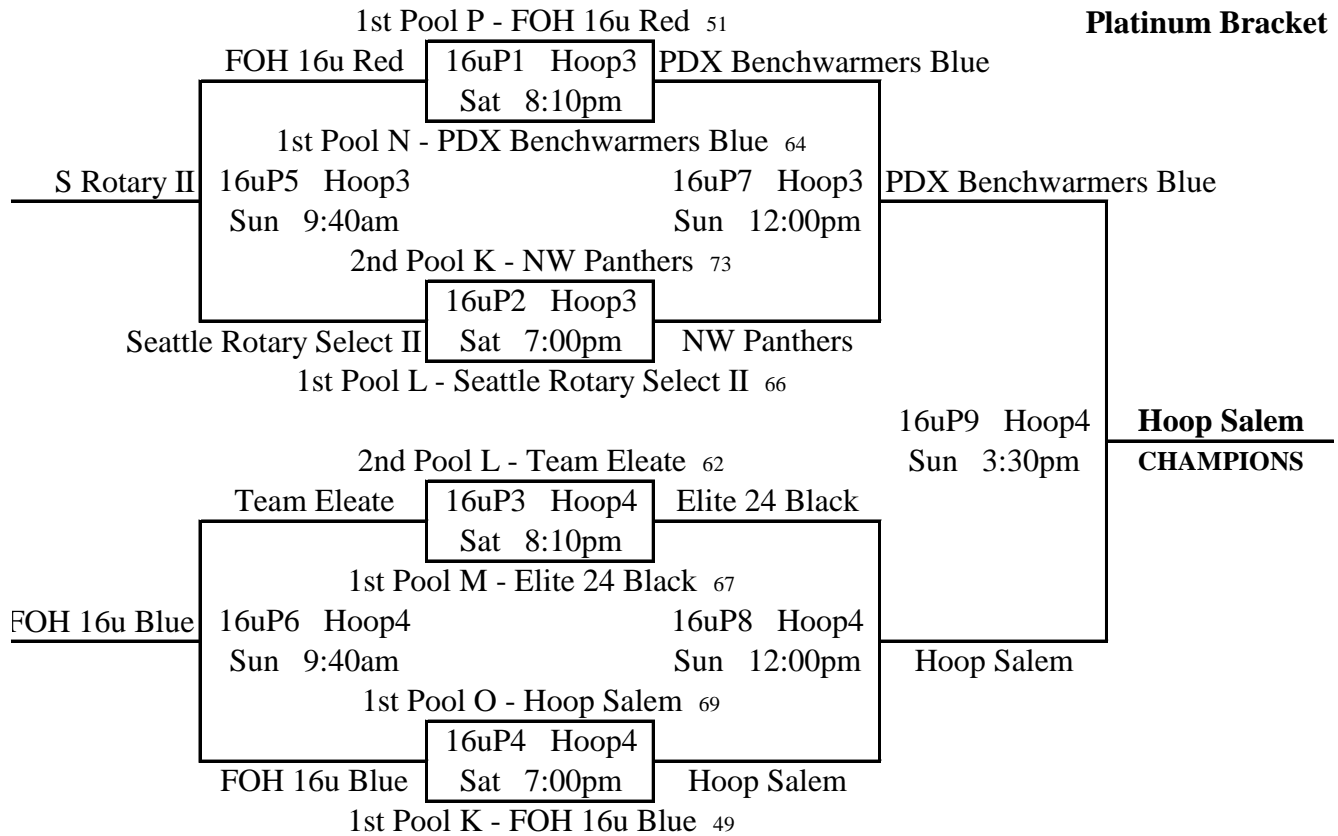 1st Pool P - FOH 16u Red 51
Platinum Bracket
FOH 16u Red
16uP1 Hoop3
PDX Benchwarmers Blue
Sat 8:10pm
1st Pool N - PDX Benchwarmers Blue 64
S Rotary II
16uP5 Hoop3
16uP7 Hoop3
PDX Benchwarmers Blue
Sun 9:40am
Sun 12:00pm
2nd Pool K - NW Panthers 73
16uP2 Hoop3
Seattle Rotary Select II
Sat 7:00pm
NW Panthers
1st Pool L - Seattle Rotary Select II 66
16uP9 Hoop4
Hoop Salem
2nd Pool L - Team Eleate 62
Sun 3:30pm
CHAMPIONS
Team Eleate
16uP3 Hoop4
Elite 24 Black
Sat 8:10pm
1st Pool M - Elite 24 Black 67
FOH 16u Blue
16uP6 Hoop4
16uP8 Hoop4
Sun 9:40am
Sun 12:00pm
Hoop Salem
1st Pool O - Hoop Salem 69
16uP4 Hoop4
FOH 16u Blue
Sat 7:00pm
Hoop Salem
1st Pool K - FOH 16u Blue 49